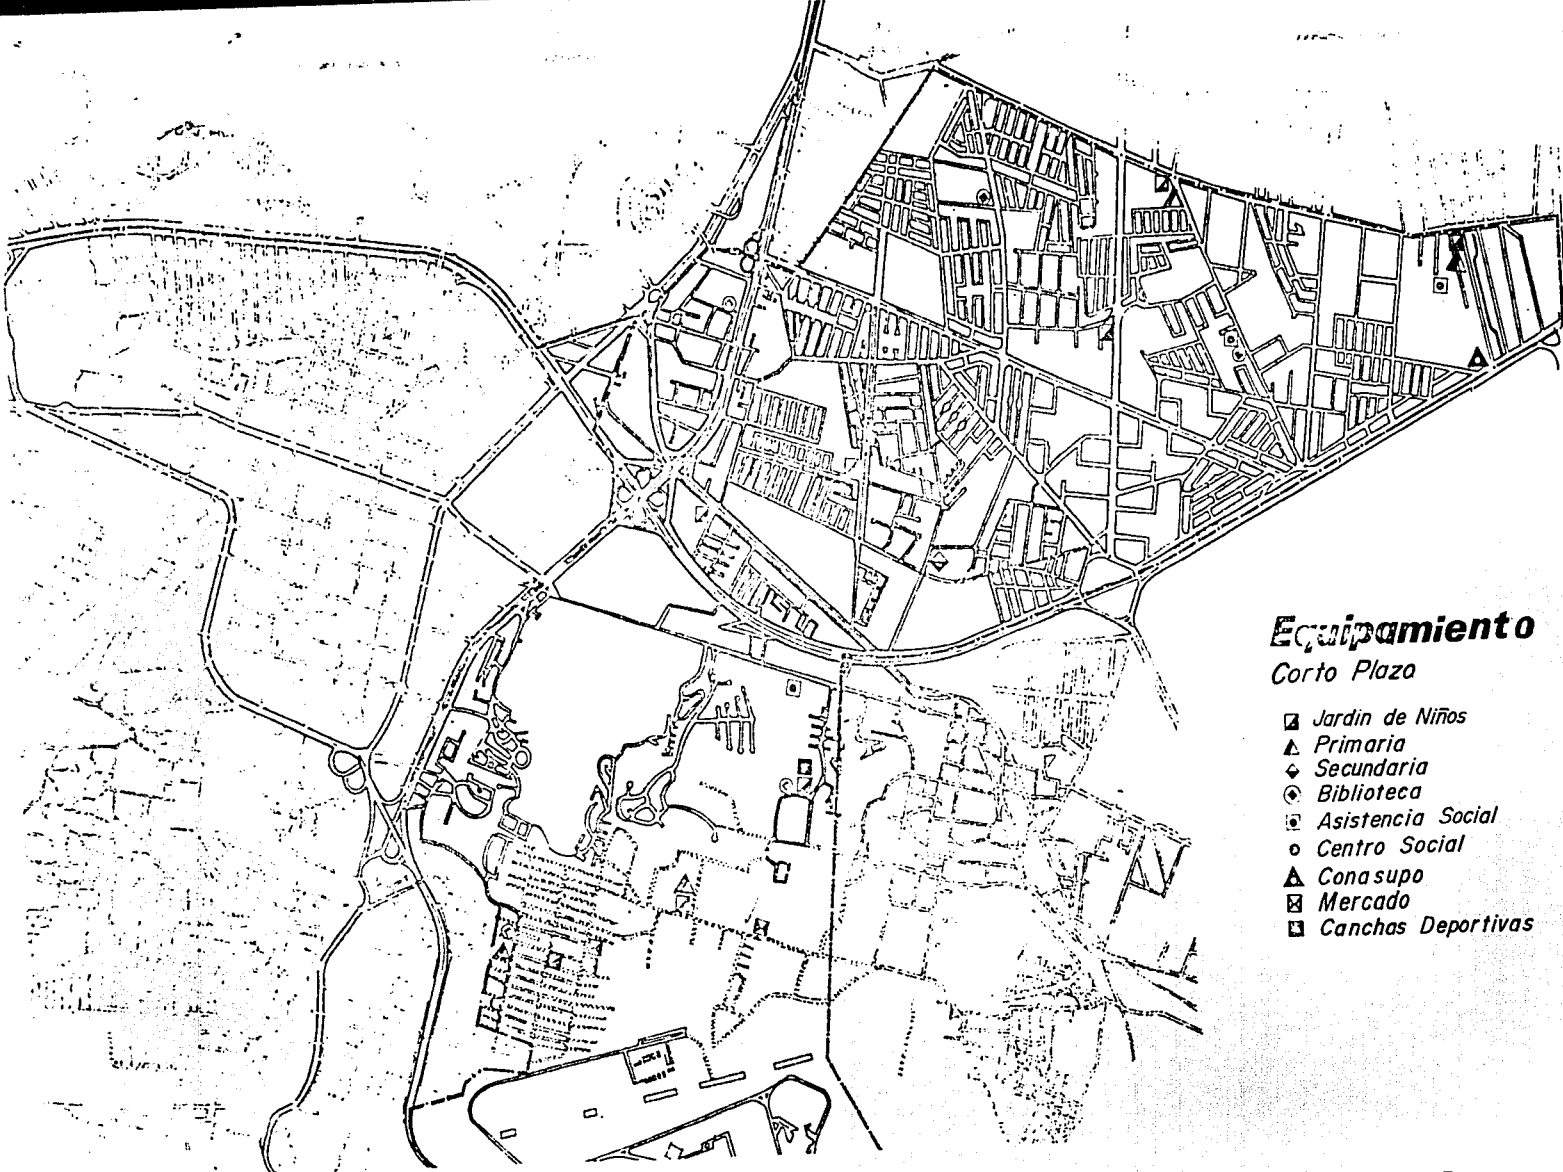 Equipamiento
Corto Plazo
Jardin de Niños
Primaria
Secundaria
Biblioteca
Asistencia Social
Centro Social
Conasupo
Mercado
Canchas Deportivas